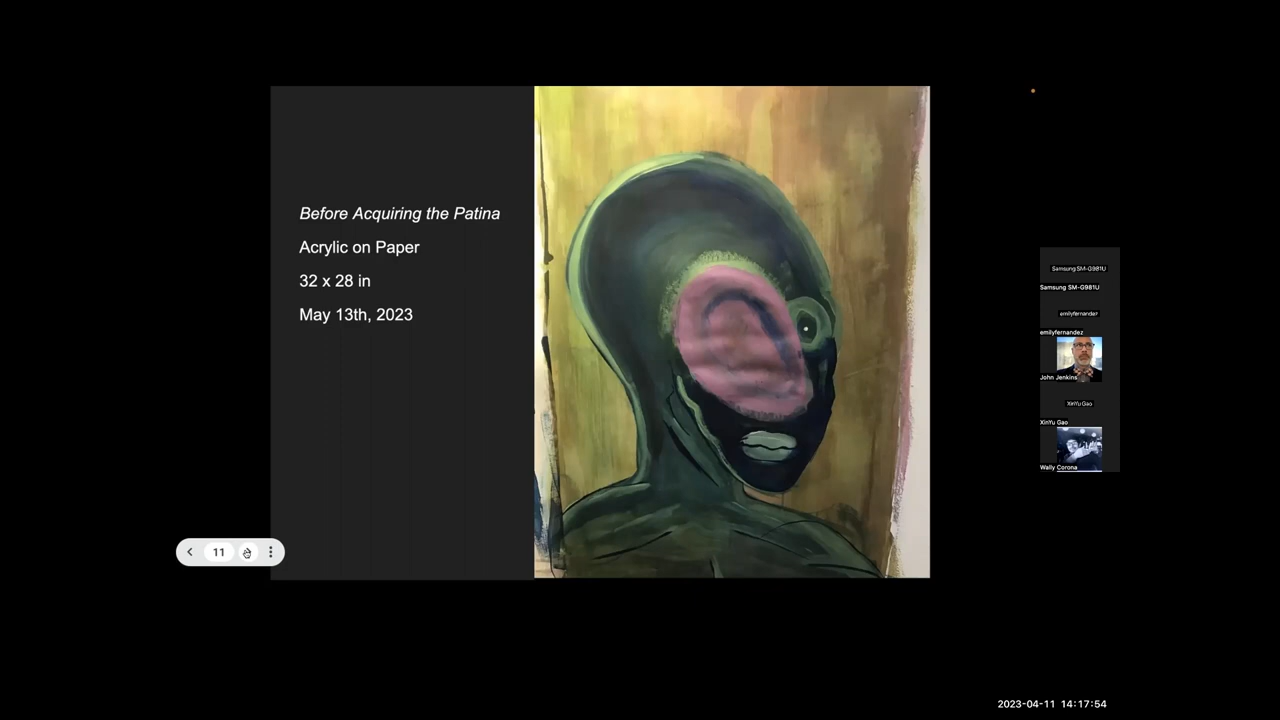 Before Acquiring the Patina
Acrylic on Paper
32 x 28 in
May 13th, 2023
11
Samsung SM-G981U
Samsung SM-G981U
emilyfernandez
emilyfernandez
John Jenkins
XinYu Gao
XinYu Gao
Wally Corona
2023-04-11 14:17:54